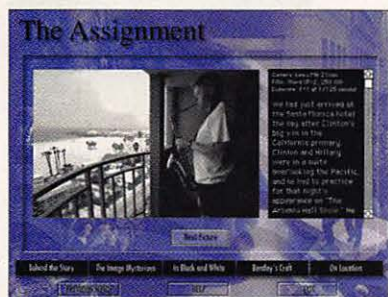 The Assignment
We had just arrived at
the Santa Monica hotel
the day after Clinton's
big win in the
California primary.
Clinton and Hillary
were in a suite
overlooking the Pacific,
and he had to practice
for that night's
appearance on "The
Arsenio Hall Show." He
Next Picture
Behind the Story
The Image Mysterious
In Black and White
Bentley's Craft
On Location
HELP